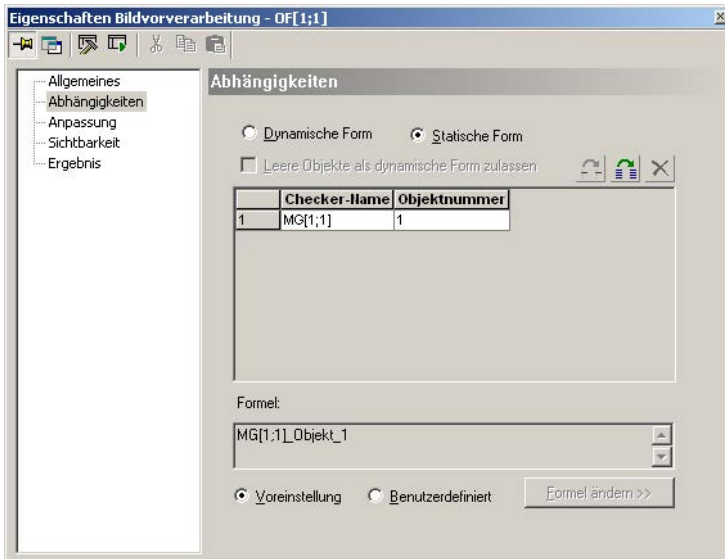 Eigenschaften Bildvorverarbeitung - OF[1;1]
Allgemeines
Abhängigkeiten
Anpassung
Sichtbarkeit
Ergebnis
Abhängigkeiten
Dynamische Form
Statische Form
Leere Objekte als dynamische Form zulassen
Checker-Name Objektnummer
1 MG[1;1] 1
Formel:
MG[1;1]_Objekt_1
Voreinstellung
Benutzerdefiniert
Formel ändern >>